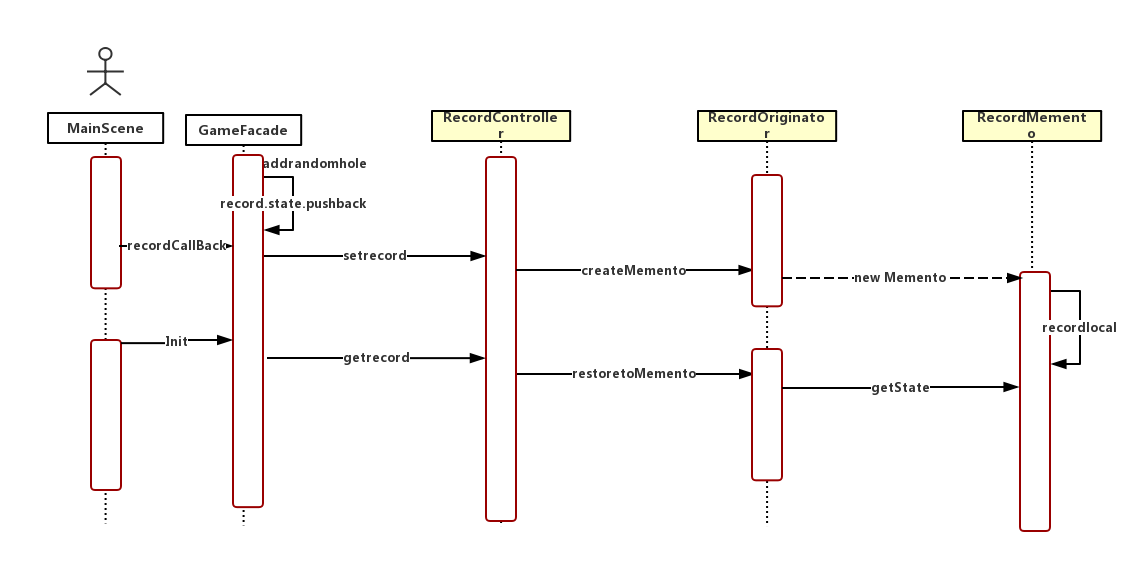 MainScene
GameFacade
RecordControlle
r
RecordOriginato
r
RecordMement
o
addrandomhole
record.state.pushback
recordCallBack
setrecord
createMemento
new Memento
recordlocal
Init
getrecord
restoretoMemento
getState